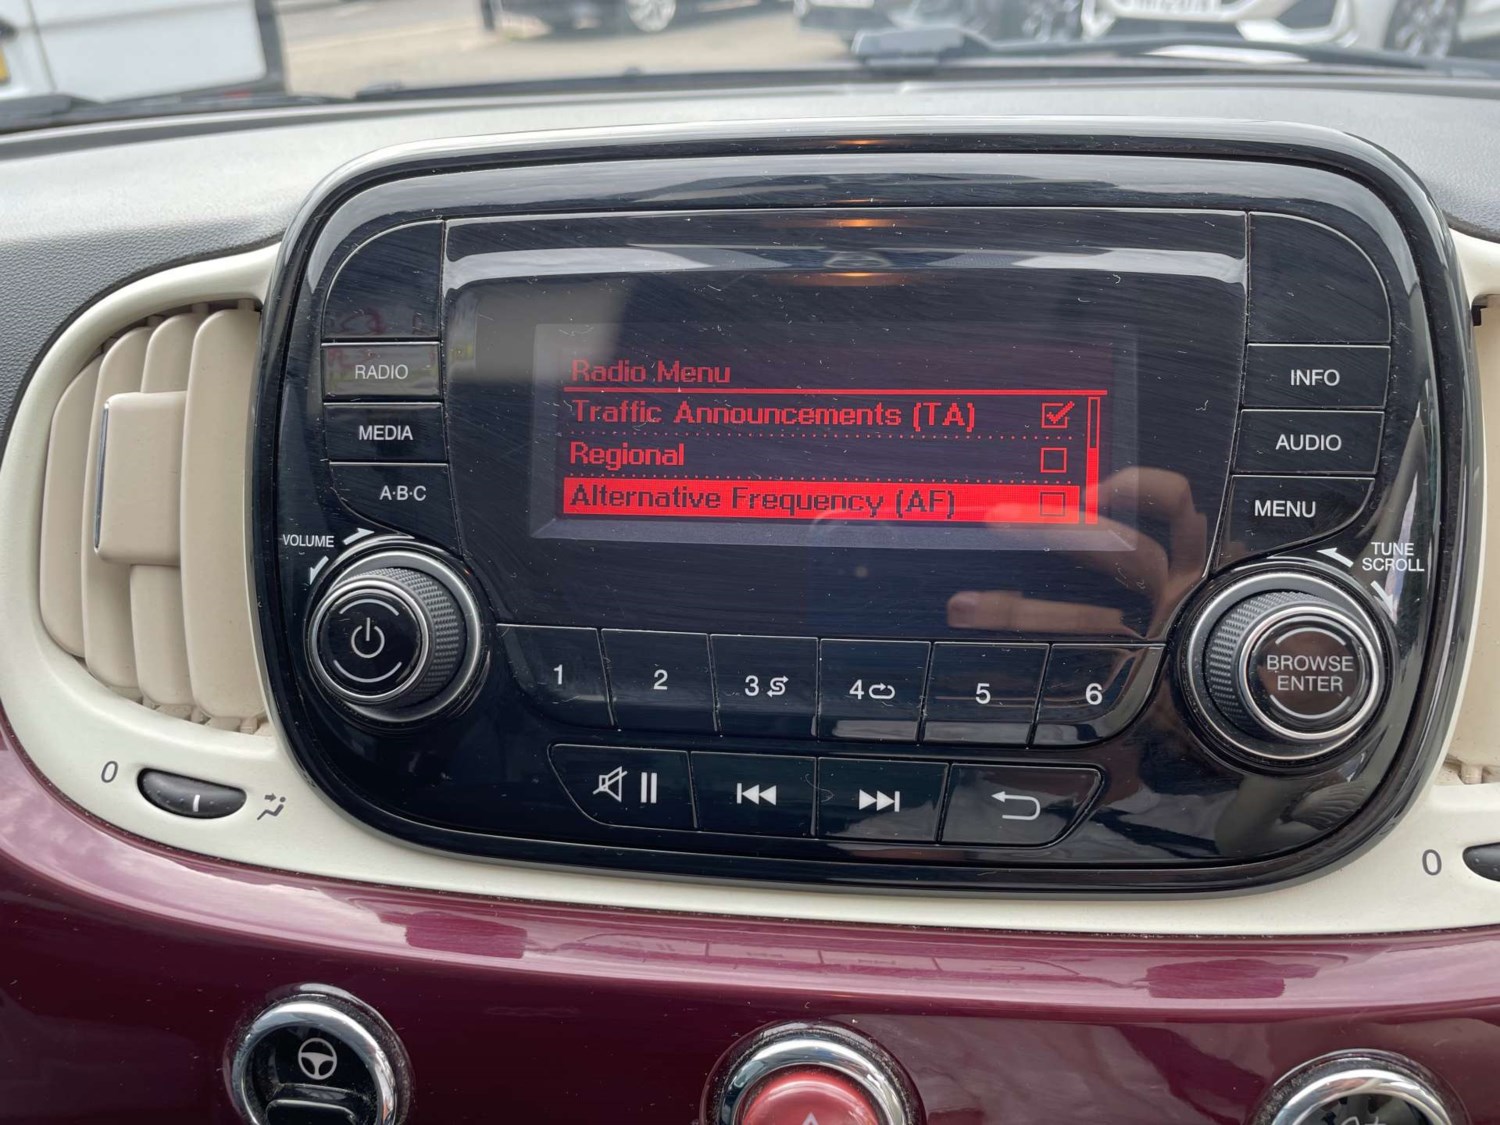 Radio Menu
Traffic Announcements (TA)
Regional
Alternative Frequency (AF)
RADIO
MEDIA
A·B·C
VOLUME
INFO
AUDIO
MENU
TUNE
SCROLL
BROWSE
ENTER
1
2
3
4
5
6
0
0